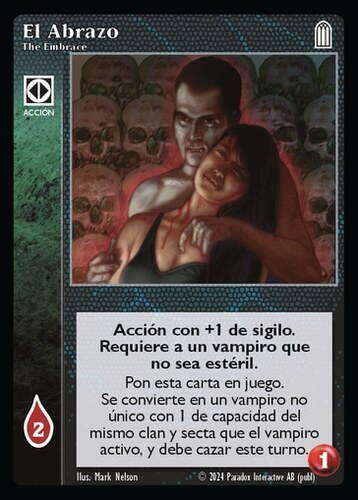 El Abrazo
The Embrace
ACCIÓN
Acción con +1 de sigilo.
Requiere a un vampiro que
no sea estéril.
Pon esta carta en juego.
Se convierte en un vampiro no
único con 1 de capacidad del
mismo clan y secta que el vampiro
activo, y debe cazar este turno.
2
1
Ilus. Mark Nelson
© 2024 Paradox Interactive AB (publ)